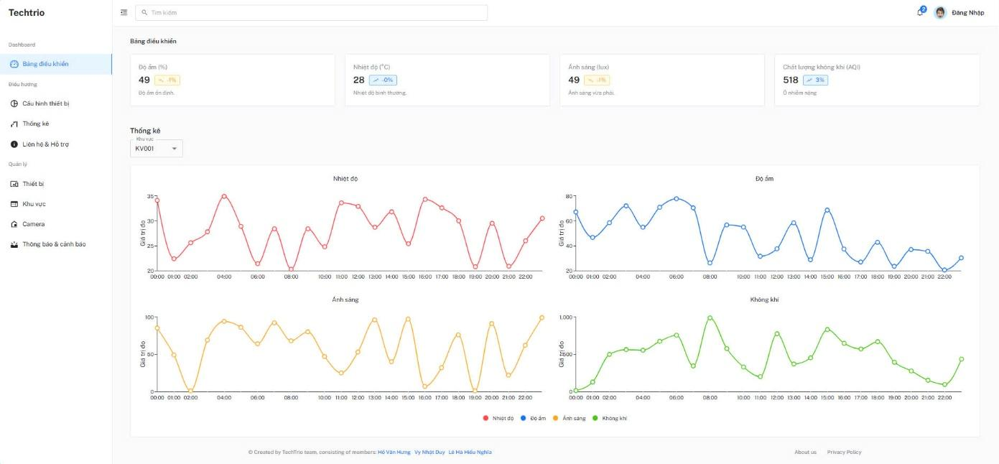 Techtrio
Tìm kiếm
2
Đăng Nhập
Dashboard
Bảng điều khiển
Điều hướng
Cấu hình thiết bị
Thống kê
Liên hệ & Hỗ trợ
Quản lý
Thiết bị
Khu vực
Camera
Thông báo & cảnh báo
Bảng điều khiển
Độ ẩm (%)
49 -1%
Độ ẩm ổn định.
Nhiệt độ (°C)
28 -0%
Nhiệt độ bình thường.
Ánh sáng (lux)
49 -1%
Ánh sáng vừa phải.
Chất lượng không khí (AQI)
518 3%
Ô nhiễm nặng
Thống kê
Khu vực
KV001
Nhiệt độ
Giá trị đo
35
30
25
20
00:00 01:00 02:00 04:00 06:00 08:00 10:00 11:00 12:00 13:00 14:00 15:00 16:00 17:00 18:00 19:00 20:00 21:00 22:00
Độ ẩm
Giá trị đo
80
60
40
20
00:00 01:00 02:00 04:00 06:00 08:00 10:00 11:00 12:00 13:00 14:00 15:00 16:00 17:00 18:00 19:00 20:00 21:00 22:00
Ánh sáng
Giá trị đo
100
50
0
00:00 01:00 02:00 04:00 06:00 08:00 10:00 11:00 12:00 13:00 14:00 15:00 16:00 17:00 18:00 19:00 20:00 21:00 22:00
Không khí
Giá trị đo
1,000
500
0
00:00 01:00 02:00 04:00 06:00 08:00 10:00 11:00 12:00 13:00 14:00 15:00 16:00 17:00 18:00 19:00 20:00 21:00 22:00
Nhiệt độ Độ ẩm Ánh sáng Không khí
© Created by TechTrio team, consisting of members: Hồ Văn Hưng Vy Nhật Duy Lê Hà Hiếu Nghĩa
About us Privacy Policy